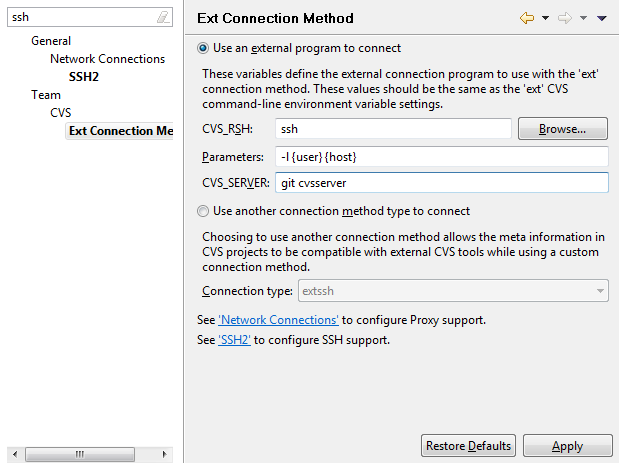 ssh
General
Network Connections
SSH2
Team
CVS
Ext Connection Me
Ext Connection Method
Use an external program to connect
These variables define the external connection program to use with the 'ext'
connection method. These values should be the same as the 'ext' CVS
command-line environment variable settings.
CVS_RSH: ssh Browse...
Parameters: -l {user} {host}
CVS_SERVER: git cvsserver
Use another connection method type to connect
Choosing to use another connection method allows the meta information in
CVS projects to be compatible with external CVS tools while using a custom
connection method.
Connection type: extssh
See 'Network Connections' to configure Proxy support.
See 'SSH2' to configure SSH support.
Restore Defaults Apply